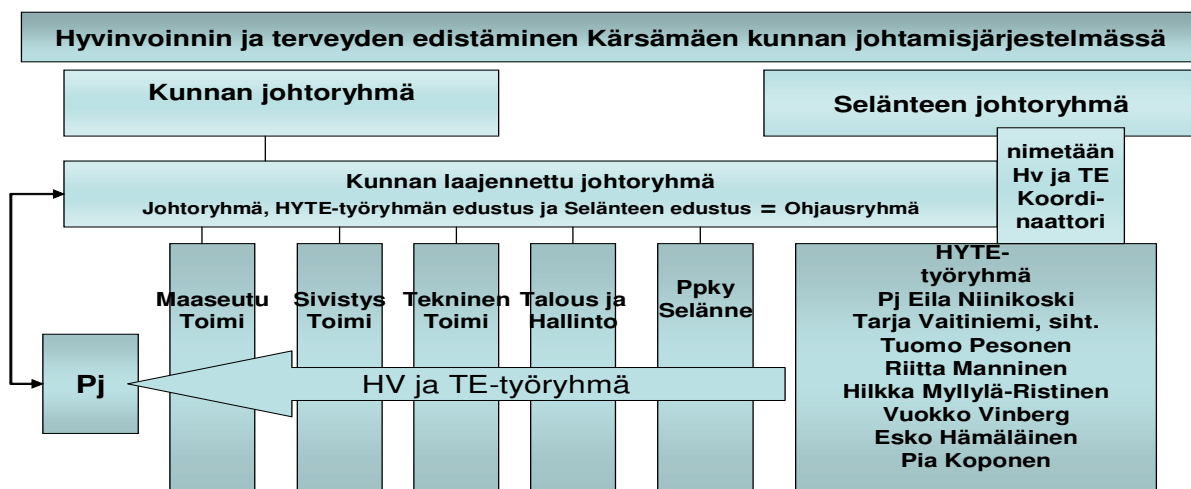 Hyvinvoinnin ja terveyden edistäminen Kärsämäen kunnan johtamisjärjestelmässä
Kunnan johtoryhmä
Selänteen johtoryhmä
nimetään
Hv ja TE
Koordi-
naattori
Kunnan laajennettu johtoryhmä
Johtoryhmä, HYTE-työryhmän edustus ja Selänteen edustus = Ohjausryhmä
Maaseutu
Toimi
Sivistys
Toimi
Tekninen
Toimi
Talous ja
Hallinto
Ppky
Selänne
HYTE-
työryhmä
Pj Eila Niinikoski
Tarja Vaitiniemi, siht.
Tuomo Pesonen
Riitta Manninen
Hilkka Myllylä-Ristinen
Vuokko Vinberg
Esko Hämäläinen
Pia Koponen
Pj
HV ja TE-työryhmä